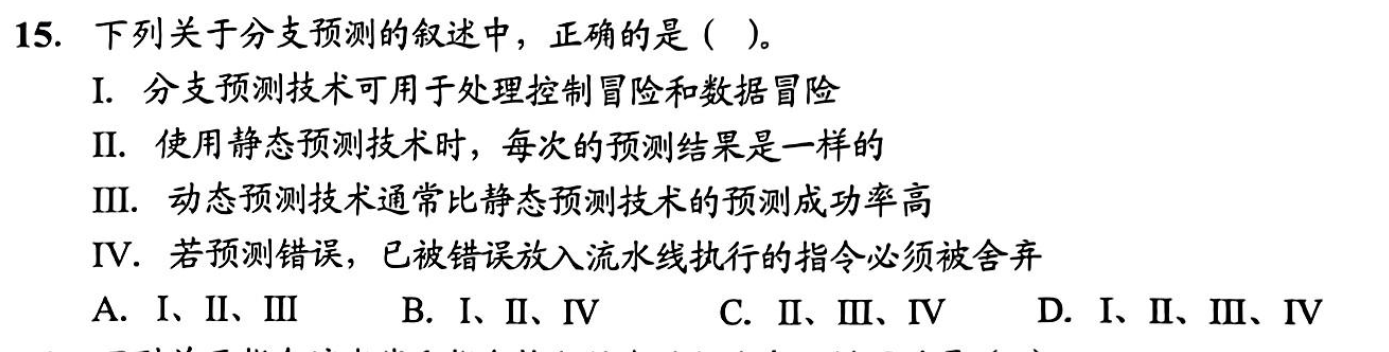 15. 下列关于分支预测的叙述中，正确的是（ ）。
I. 分支预测技术可用于处理控制冒险和数据冒险
II. 使用静态预测技术时，每次的预测结果是一样的
III. 动态预测技术通常比静态预测技术的预测成功率高
IV. 若预测错误，已被错误放入流水线执行的指令必须被舍弃
A. I、II、III B. I、II、IV C. II、III、IV D. I、II、III、IV